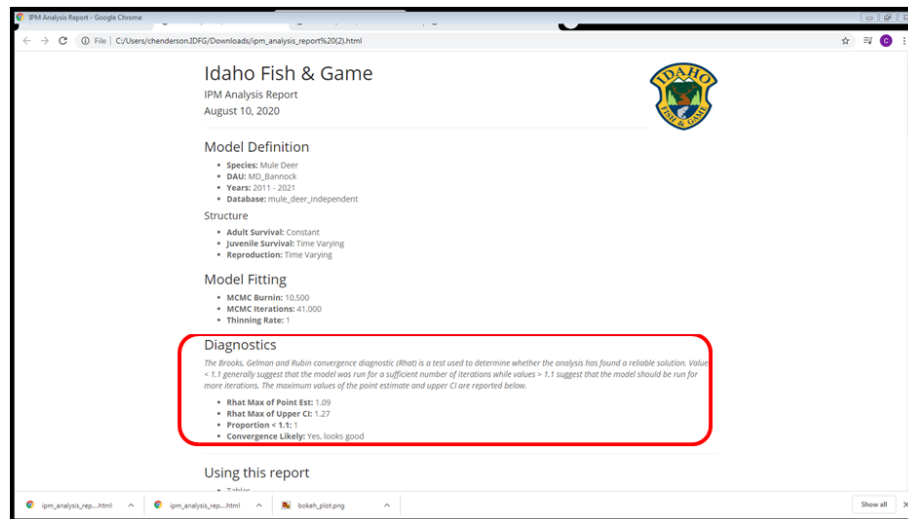 IPM Analysis Report - Google Chrome
File | C:/Users/chenderson.IDFG/Downloads/ipm_analysis_report%20(2).html
C
Idaho Fish & Game
IPM Analysis Report
August 10, 2020
IDAHO
FISH & GAME
Model Definition
• Species: Mule Deer
• DAU: MD_Bannock
• Years: 2011 - 2021
• Database: mule_deer_independent
Structure
• Adult Survival: Constant
• Juvenile Survival: Time Varying
• Reproduction: Time Varying
Model Fitting
• MCMC Burnin: 10,500
• MCMC Iterations: 41,000
• Thinning Rate: 1
Diagnostics
The Brooks, Gelman and Rubin convergence diagnostic (Rhat) is a test used to determine whether the analysis has found a reliable solution. Values
< 1.1 generally suggest that the model was run for a sufficient number of iterations while values > 1.1 suggest that the model should be run for
more iterations. The maximum values of the point estimate and upper CI are reported below.
• Rhat Max of Point Est: 1.09
• Rhat Max of Upper CI: 1.27
• Proportion < 1.1: 1
• Convergence Likely: Yes, looks good
Using this report
• Tables
ipm_analysis_rep...html
ipm_analysis_rep...html
bokeh_plot.png
Show all